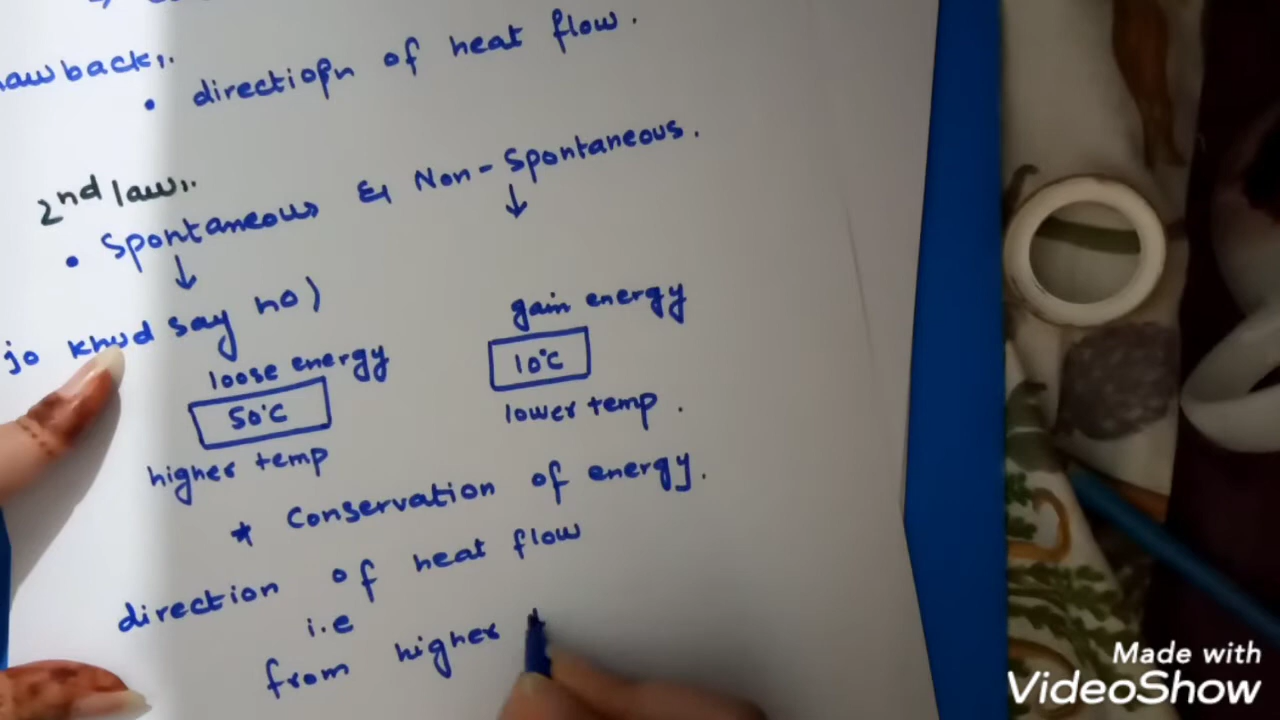 awback:.
• directiopn of heat flow.
2nd law:.
• Spontaneous & Non-Spontaneous.
↓ ↓
jo khud say ho)
loose energy
50°C
higher temp
gain energy
10°C
lower temp.
* Conservation of energy.
direction of heat flow
i.e
from higher
Made with
VideoShow